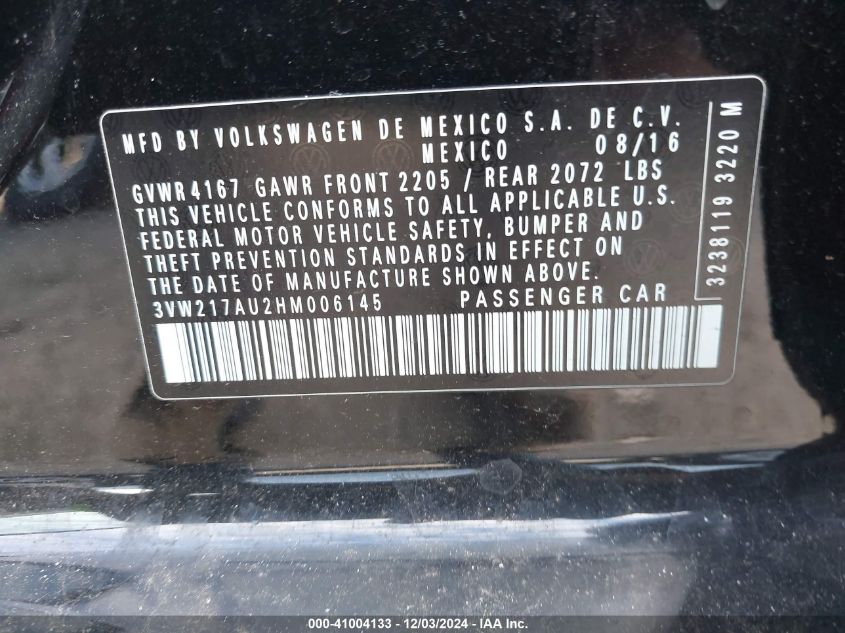 MFD BY VOLKSWAGEN DE MEXICO S.A. DE C.V.
MEXICO 08/16
GVWR 4167 GAWR FRONT 2205 / REAR 2072 LBS
THIS VEHICLE CONFORMS TO ALL APPLICABLE U.S.
FEDERAL MOTOR VEHICLE SAFETY, BUMPER AND
THEFT PREVENTION STANDARDS IN EFFECT ON
THE DATE OF MANUFACTURE SHOWN ABOVE.
3VW217AU2HM006145 PASSENGER CAR
3238119 3220 M
000-41004133 - 12/03/2024 - IAA Inc.